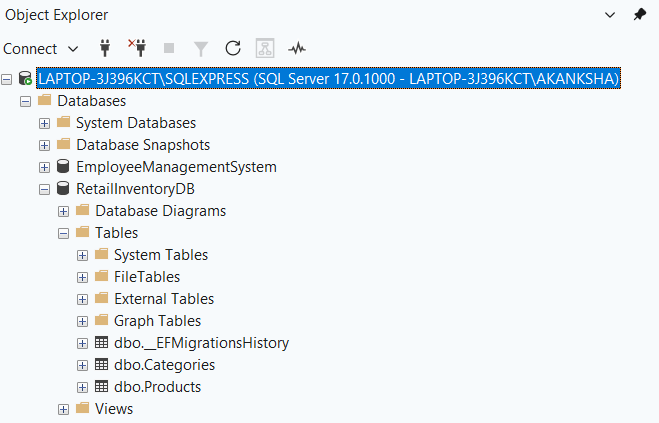 Object Explorer
Connect
LAPTOP-3J396KCT\SQLEXPRESS (SQL Server 17.0.1000 - LAPTOP-3J396KCT\AKANKSHA)
Databases
System Databases
Database Snapshots
EmployeeManagementSystem
RetailInventoryDB
Database Diagrams
Tables
System Tables
FileTables
External Tables
Graph Tables
dbo.__EFMigrationsHistory
dbo.Categories
dbo.Products
Views